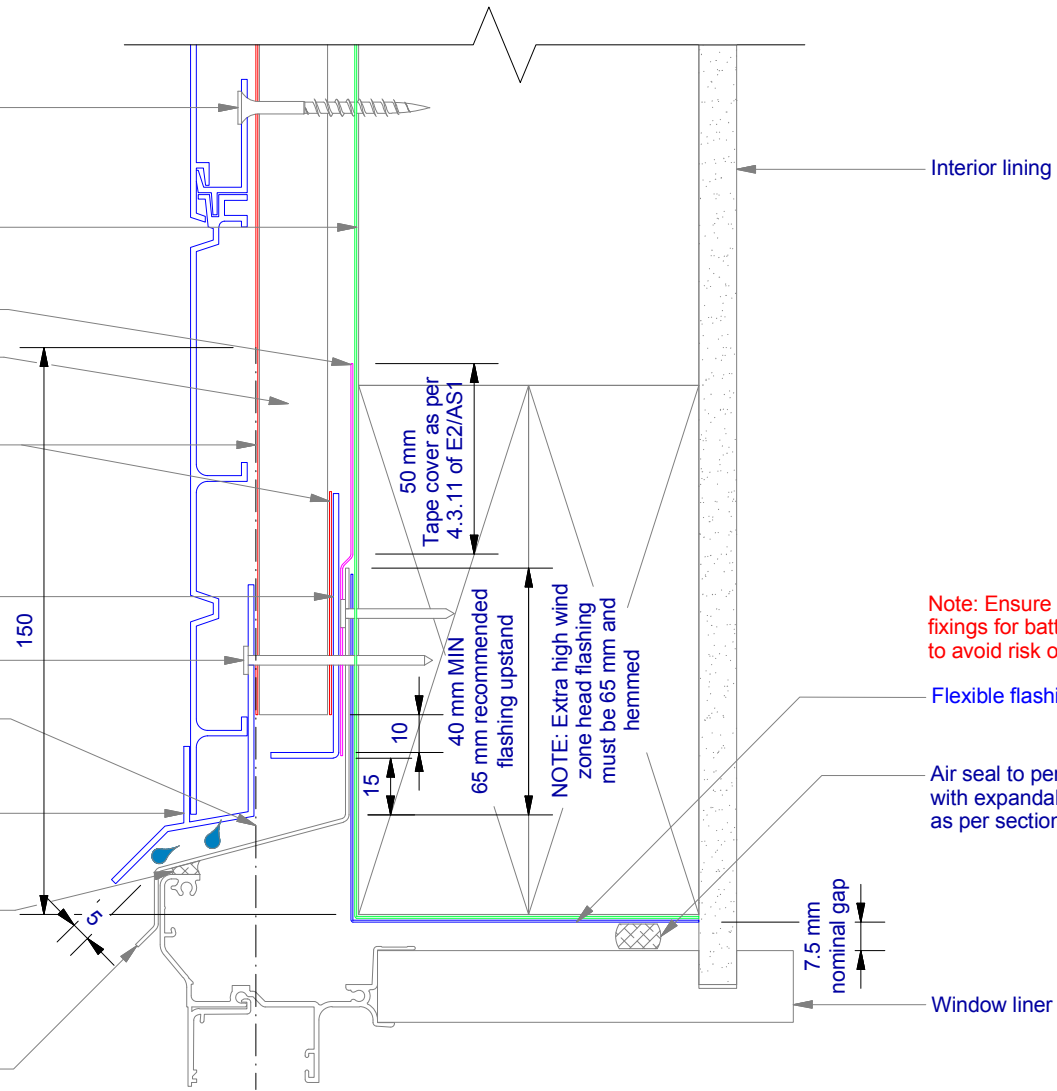 Interior lining
50 mm
Tape cover as per
4.3.11 of E2/AS1
150
40 mm MIN
65 mm recommended
flashing upstand
NOTE: Extra high wind
zone head flashing
must be 65 mm and
hemmed
10
15
5
Note: Ensure
fixings for batt
to avoid risk o
Flexible flashi
Air seal to per
with expandal
as per section
7.5 mm
nominal gap
Window liner